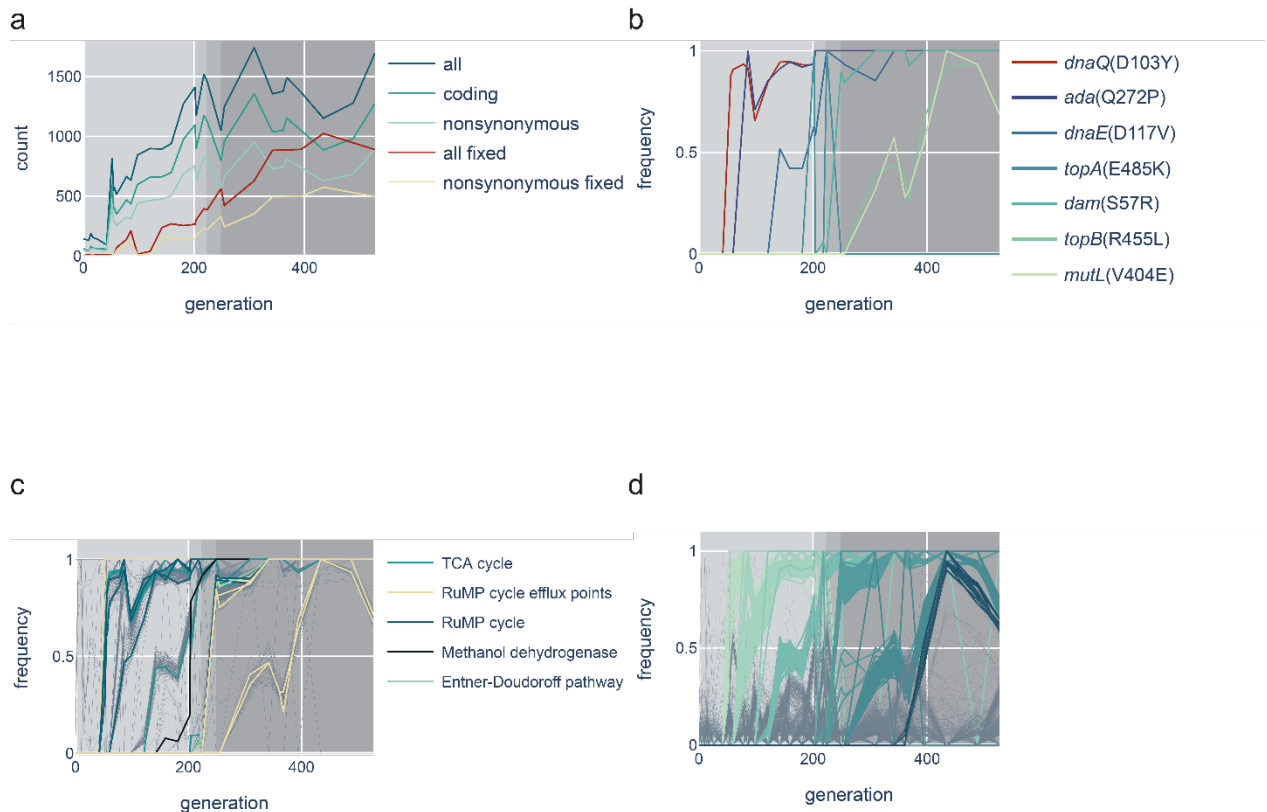 a
1500
1000
500
0
0
200
400
count
generation
all
coding
nonsynonymous
all fixed
nonsynonymous fixed
b
1
0.5
0
0
200
400
frequency
generation
dnaQ(D103Y)
ada(Q272P)
dnaE(D117V)
topA(E485K)
dam(S57R)
topB(R455L)
mutL(V404E)
c
1
0.5
0
0
200
400
frequency
generation
TCA cycle
RuMP cycle efflux points
RuMP cycle
Methanol dehydrogenase
Entner-Doudoroff pathway
d
1
0.5
0
0
200
400
frequency
generation